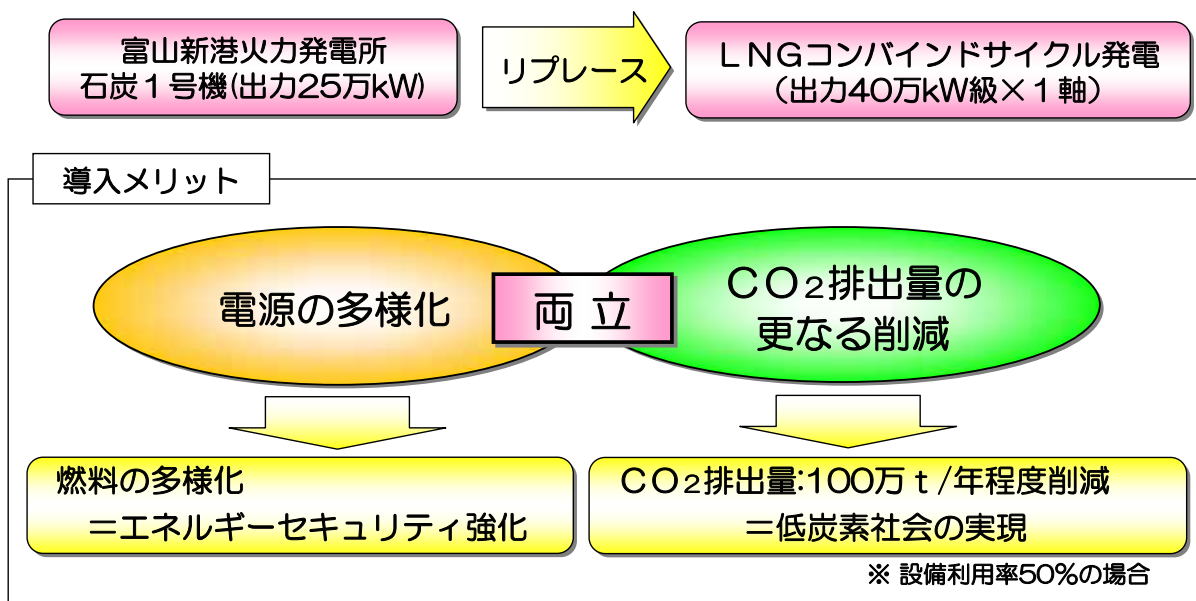 富山新港火力発電所
石炭1号機(出力25万kW)
リプレース
LNGコンバインドサイクル発電
（出力40万kW級×1軸）
導入メリット
電源の多様化
両 立
CO2排出量の
更なる削減
燃料の多様化
＝エネルギーセキュリティ強化
CO2排出量:100万ｔ/年程度削減
＝低炭素社会の実現
※ 設備利用率50%の場合